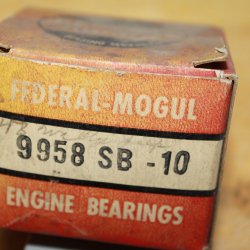 FEDERAL-MOGUL
9958 SB -10
ENGINE BEARINGS